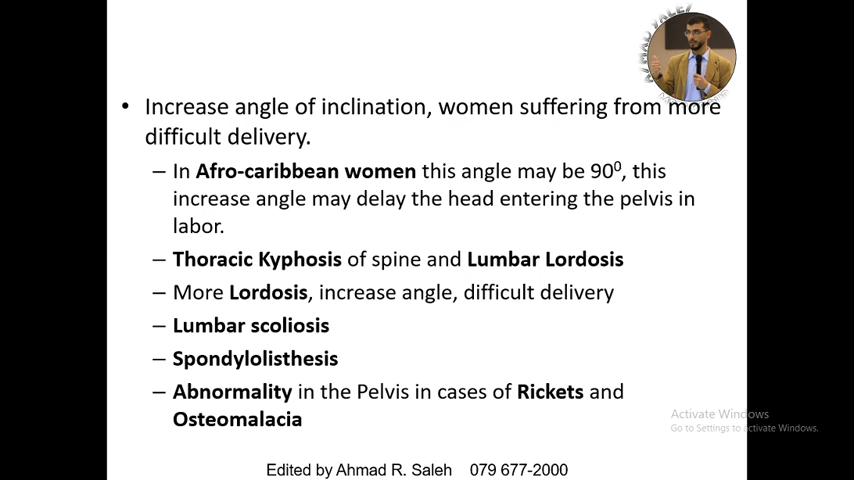 • Increase angle of inclination, women suffering from more
difficult delivery.
– In Afro-caribbean women this angle may be 90⁰, this
increase angle may delay the head entering the pelvis in
labor.
– Thoracic Kyphosis of spine and Lumbar Lordosis
– More Lordosis, increase angle, difficult delivery
– Lumbar scoliosis
– Spondylolisthesis
– Abnormality in the Pelvis in cases of Rickets and
Osteomalacia
Activate Windows
Go to Settings to activate Windows.
Edited by Ahmad R. Saleh 079 677-2000